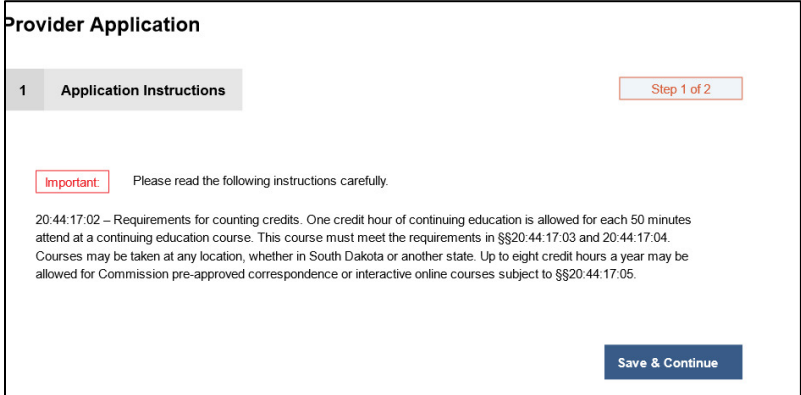 Provider Application
1 Application Instructions
Step 1 of 2
Important: Please read the following instructions carefully.
20:44:17:02 – Requirements for counting credits. One credit hour of continuing education is allowed for each 50 minutes
attend at a continuing education course. This course must meet the requirements in §§20:44:17:03 and 20:44:17:04.
Courses may be taken at any location, whether in South Dakota or another state. Up to eight credit hours a year may be
allowed for Commission pre-approved correspondence or interactive online courses subject to §§20:44:17:05.
Save & Continue